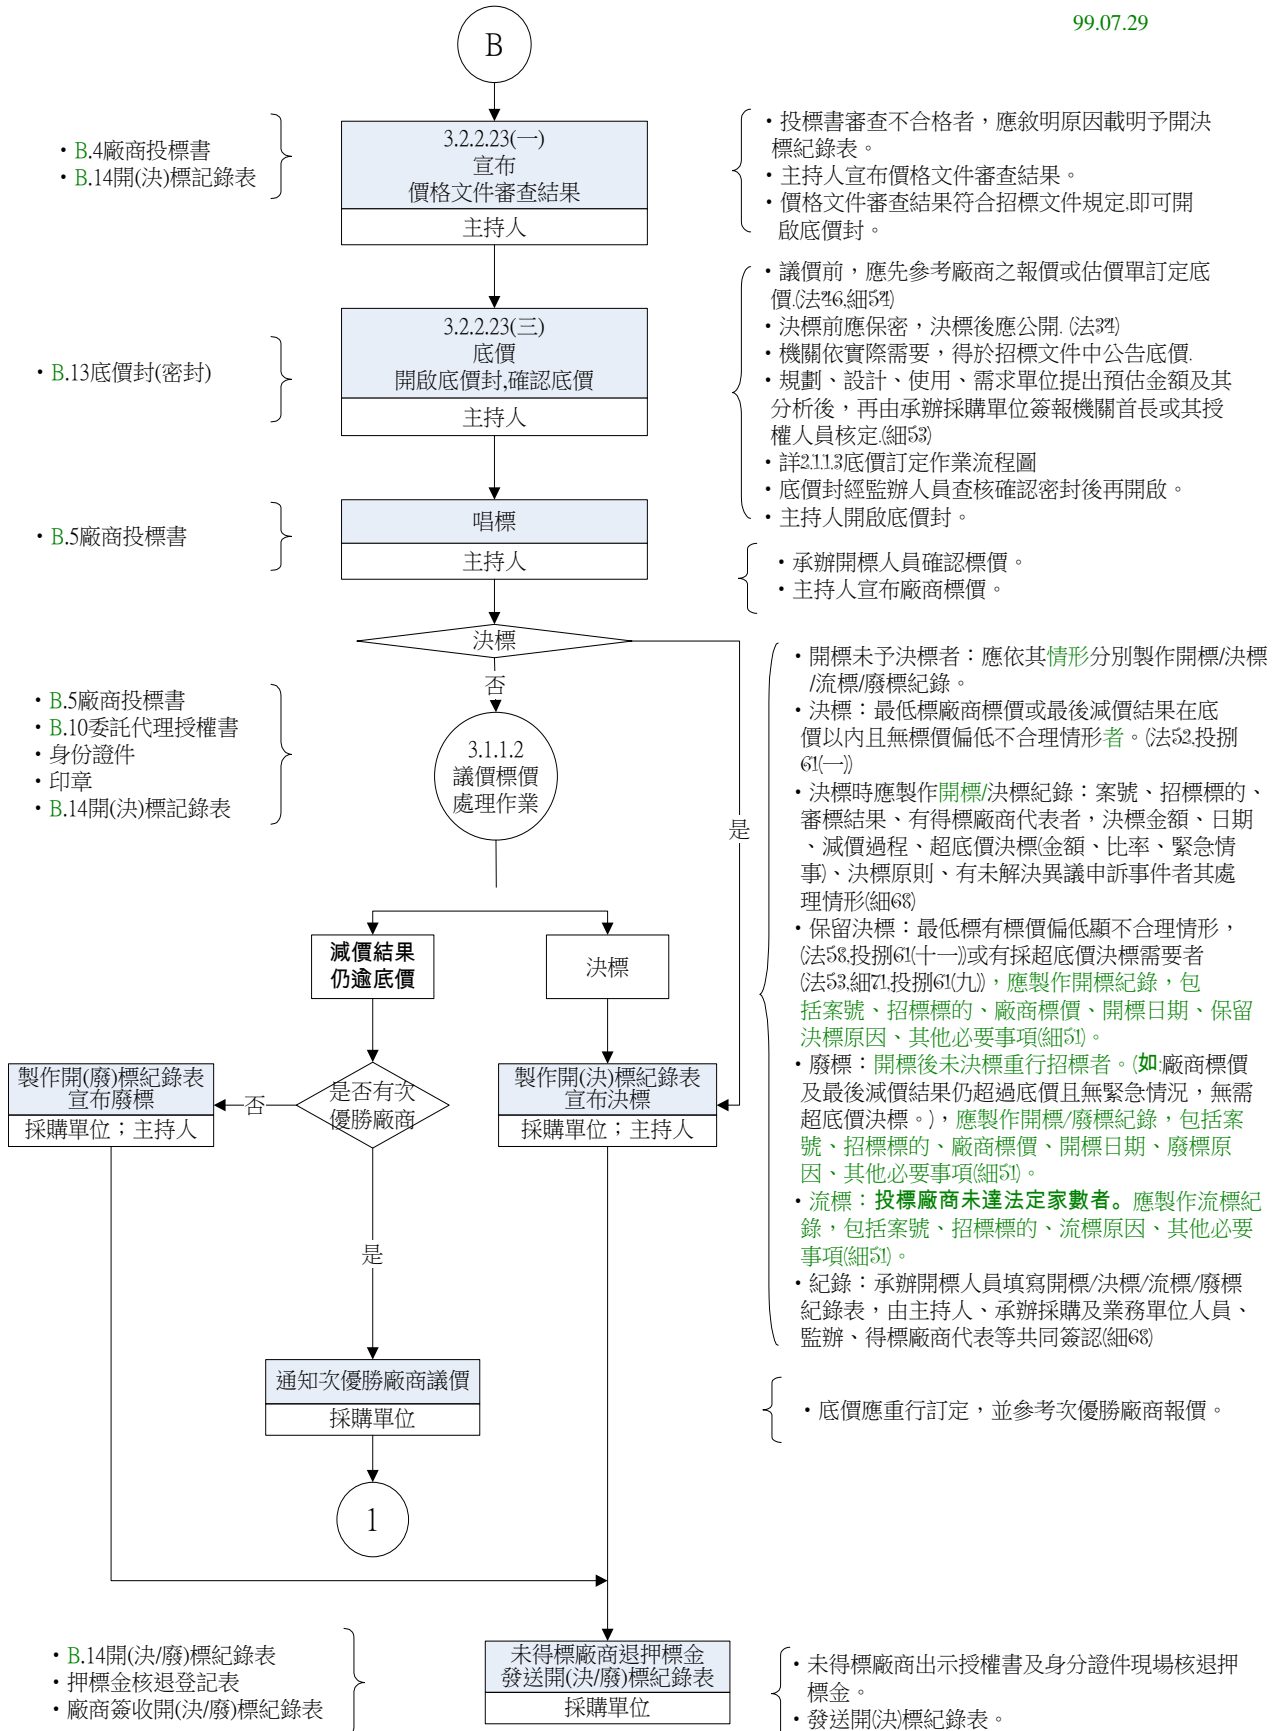 99.07.29
B
・B.4廠商投標書
・B.14開(決)標記錄表
3.2.2.23(一)
宣布
價格文件審查結果
主持人
・投標書審查不合格者，應敘明原因載明予開決
標紀錄表。
・主持人宣布價格文件審查結果。
・價格文件審查結果符合招標文件規定,即可開
啟底價封。
・B.13底價封(密封)
3.2.2.23(三)
底價
開啟底價封,確認底價
主持人
・議價前，應先參考廠商之報價或估價單訂定底
價.(法46,細54)
・決標前應保密，決標後應公開. (法34)
・機關依實際需要，得於招標文件中公告底價.
・規劃、設計、使用、需求單位提出預估金額及其
分析後，再由承辦採購單位簽報機關首長或其授
權人員核定.(細53)
・詳2.1.1.3底價訂定作業流程圖
・底價封經監辦人員查核確認密封後再開啟。
・主持人開啟底價封。
・B.5廠商投標書
唱標
主持人
・承辦開標人員確認標價。
・主持人宣布廠商標價。
決標
否
是
・B.5廠商投標書
・B.10委託代理授權書
・身份證件
・印章
・B.14開(決)標記錄表
3.1.1.2
議價標價
處理作業
・開標未予決標者：應依其情形分別製作開標/決標
/流標/廢標紀錄。
・決標：最低標廠商標價或最後減價結果在底
價以內且無標價偏低不合理情形者。(法52,投捌
61(一))
・決標時應製作開標/決標紀錄：案號、招標標的、
審標結果、有得標廠商代表者，決標金額、日期
、減價過程、超底價決標(金額、比率、緊急情
事)、決標原則、有未解決異議申訴事件者其處
理情形(細68)
・保留決標：最低標有標價偏低顯不合理情形，
(法58,投捌61(十一))或有採超底價決標需要者
(法53,細71,投捌61(九))，應製作開標紀錄，包
括案號、招標標的、廠商標價、開標日期、保留
決標原因、其他必要事項(細51)。
・廢標：開標後未決標重行招標者。(如:廠商標價
及最後減價結果仍超過底價且無緊急情況，無需
超底價決標。)，應製作開標/廢標紀錄，包括案
號、招標標的、廠商標價、開標日期、廢標原
因、其他必要事項(細51)。
・流標：投標廠商未達法定家數者。應製作流標紀
錄，包括案號、招標標的、流標原因、其他必要
事項(細51)。
・紀錄：承辦開標人員填寫開標/決標/流標/廢標
紀錄表，由主持人、承辦採購及業務單位人員、
監辦、得標廠商代表等共同簽認(細68)
減價結果
仍逾底價
決標
製作開(廢)標紀錄表
宣布廢標
採購單位；主持人
否
是否有次
優勝廠商
製作開(決)標紀錄表
宣布決標
採購單位；主持人
是
通知次優勝廠商議價
採購單位
・底價應重行訂定，並參考次優勝廠商報價。
1
・B.14開(決/廢)標紀錄表
・押標金核退登記表
・廠商簽收開(決/廢)標紀錄表
未得標廠商退押標金
發送開(決/廢)標紀錄表
採購單位
・未得標廠商出示授權書及身分證件現場核退押
標金。
・發送開(決)標紀錄表。